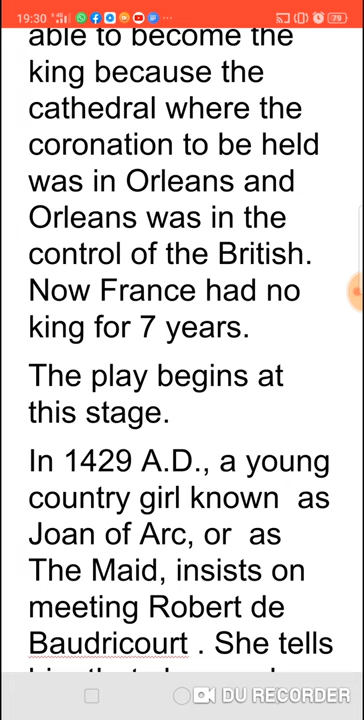 19:30
79
able to become the
king because the
cathedral where the
coronation to be held
was in Orleans and
Orleans was in the
control of the British.
Now France had no
king for 7 years.
The play begins at
this stage.
In 1429 A.D., a young
country girl known  as
Joan of Arc, or  as
The Maid, insists on
meeting Robert de
Baudricourt . She tells
DU RECORDER